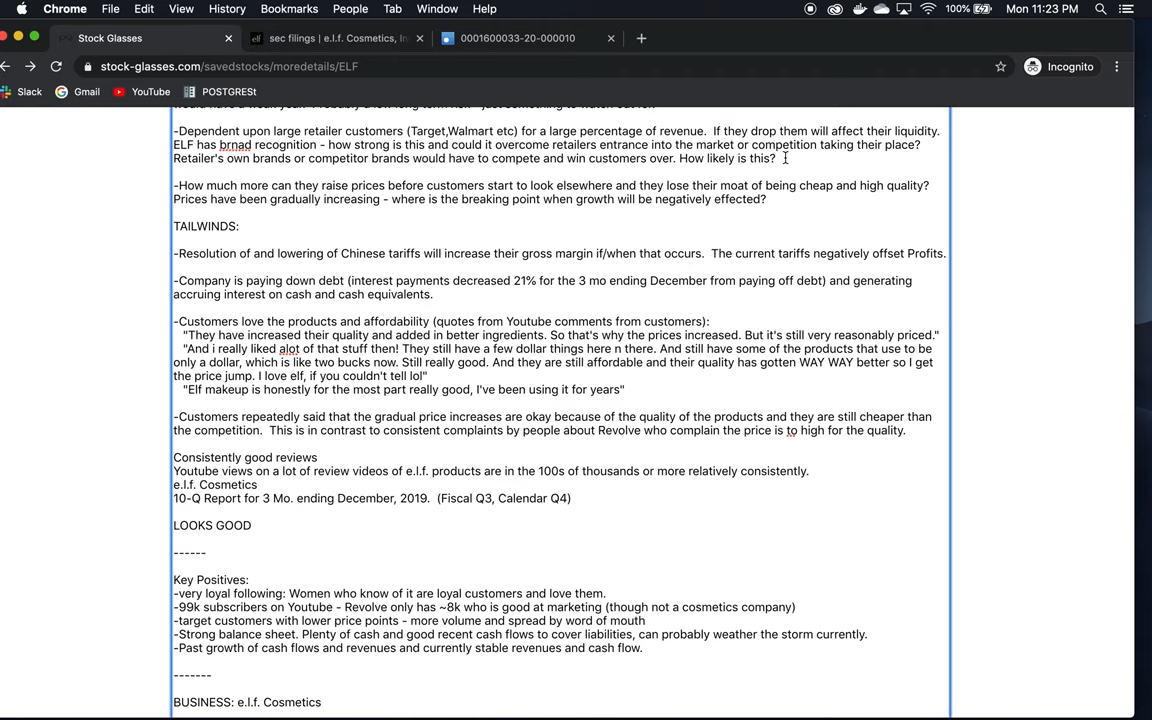 Chrome File Edit View History Bookmarks People Tab Window Help 100% Mon 11:23 PM
Stock Glasses sec filings | e.l.f. Cosmetics, In 0001600033-20-000010
stock-glasses.com/savedstocks/moredetails/ELF Incognito
Slack Gmail YouTube POSTGRESt
-Dependent upon large retailer customers (Target,Walmart etc) for a large percentage of revenue. If they drop them will affect their liquidity.
ELF has brnad recognition - how strong is this and could it overcome retailers entrance into the market or competition taking their place?
Retailer's own brands or competitor brands would have to compete and win customers over. How likely is this?
-How much more can they raise prices before customers start to look elsewhere and they lose their moat of being cheap and high quality?
Prices have been gradually increasing - where is the breaking point when growth will be negatively effected?
TAILWINDS:
-Resolution of and lowering of Chinese tariffs will increase their gross margin if/when that occurs. The current tariffs negatively offset Profits.
-Company is paying down debt (interest payments decreased 21% for the 3 mo ending December from paying off debt) and generating
accruing interest on cash and cash equivalents.
-Customers love the products and affordability (quotes from Youtube comments from customers):
"They have increased their quality and added in better ingredients. So that's why the prices increased. But it's still very reasonably priced."
"And i really liked alot of that stuff then! They still have a few dollar things here n there. And still have some of the products that use to be
only a dollar, which is like two bucks now. Still really good. And they are still affordable and their quality has gotten WAY WAY better so I get
the price jump. I love elf, if you couldn't tell lol"
"Elf makeup is honestly for the most part really good, I've been using it for years"
-Customers repeatedly said that the gradual price increases are okay because of the quality of the products and they are still cheaper than
the competition. This is in contrast to consistent complaints by people about Revolve who complain the price is to high for the quality.
Consistently good reviews
Youtube views on a lot of review videos of e.l.f. products are in the 100s of thousands or more relatively consistently.
e.l.f. Cosmetics
10-Q Report for 3 Mo. ending December, 2019. (Fiscal Q3, Calendar Q4)
LOOKS GOOD
------
Key Positives:
-very loyal following: Women who know of it are loyal customers and love them.
-99k subscribers on Youtube - Revolve only has ~8k who is good at marketing (though not a cosmetics company)
-target customers with lower price points - more volume and spread by word of mouth
-Strong balance sheet. Plenty of cash and good recent cash flows to cover liabilities, can probably weather the storm currently.
-Past growth of cash flows and revenues and currently stable revenues and cash flow.
-------
BUSINESS: e.l.f. Cosmetics